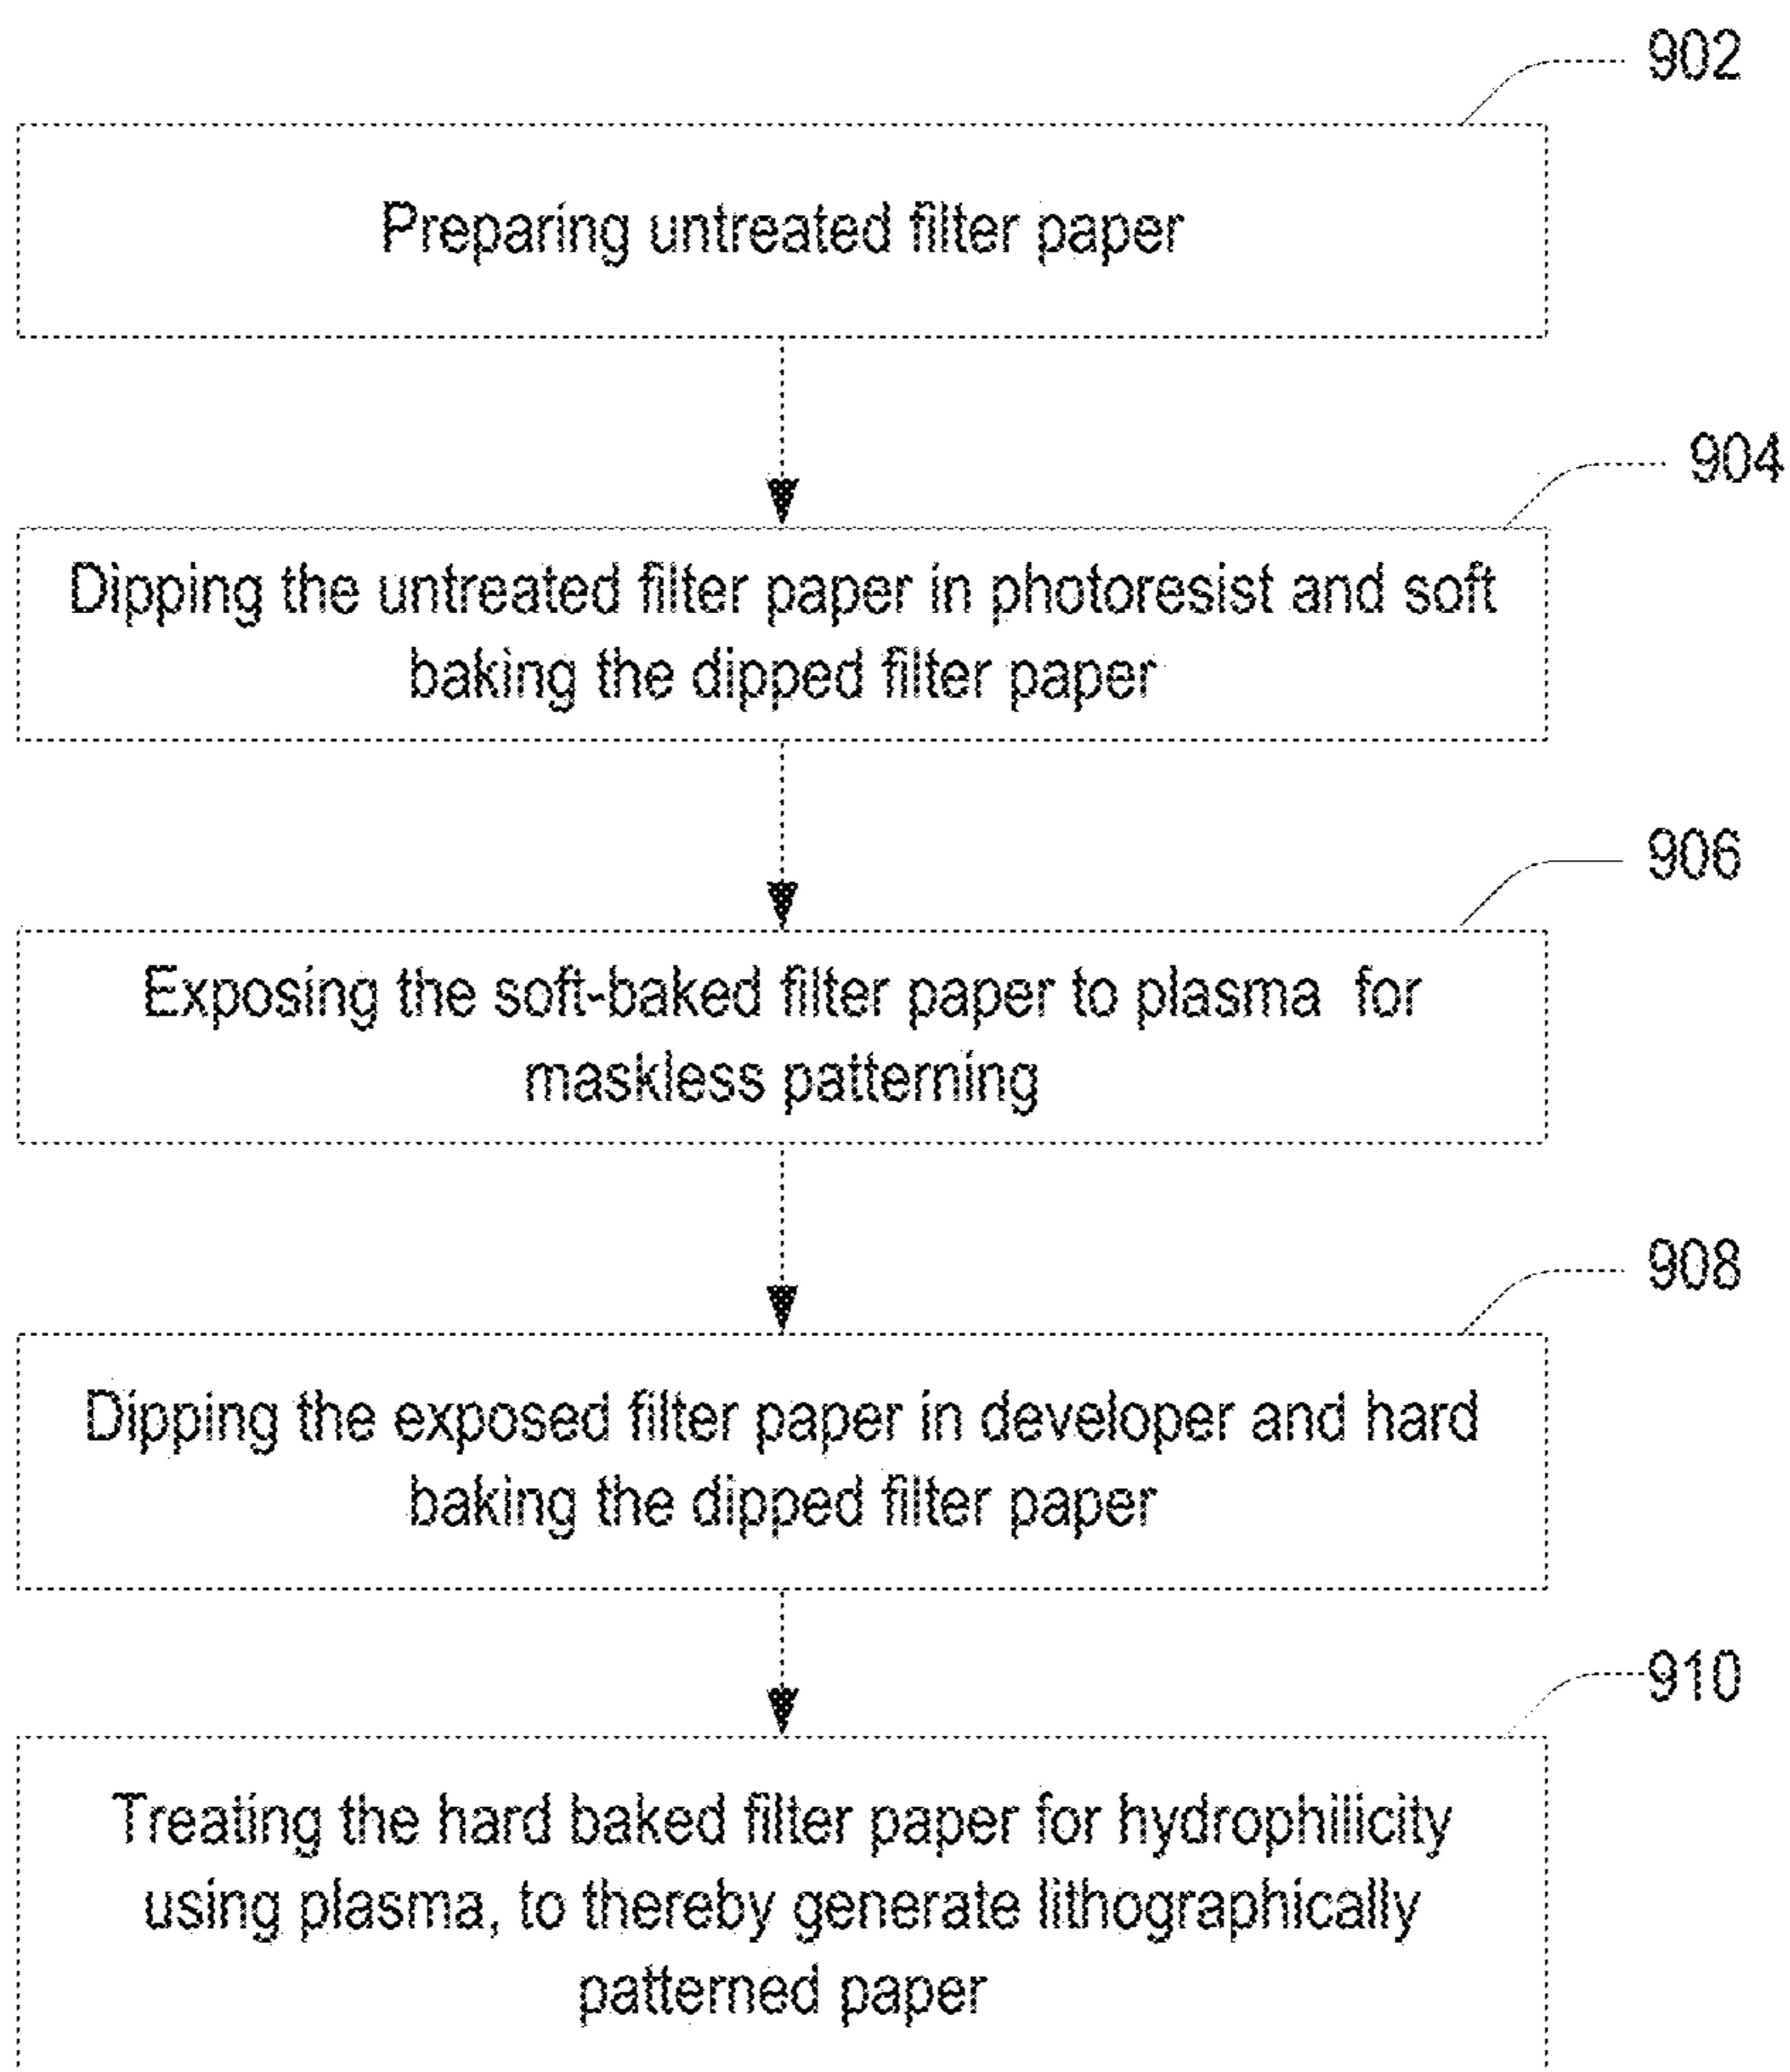 902
Preparing untreated filter paper
904
Dipping the untreated filter paper in photoresist and soft
baking the dipped filter paper
906
Exposing the soft-baked filter paper to plasma for
maskless patterning
908
Dipping the exposed filter paper in developer and hard
baking the dipped filter paper
910
Treating the hard baked filter paper for hydrophilicity
using plasma, to thereby generate lithographically
patterned paper